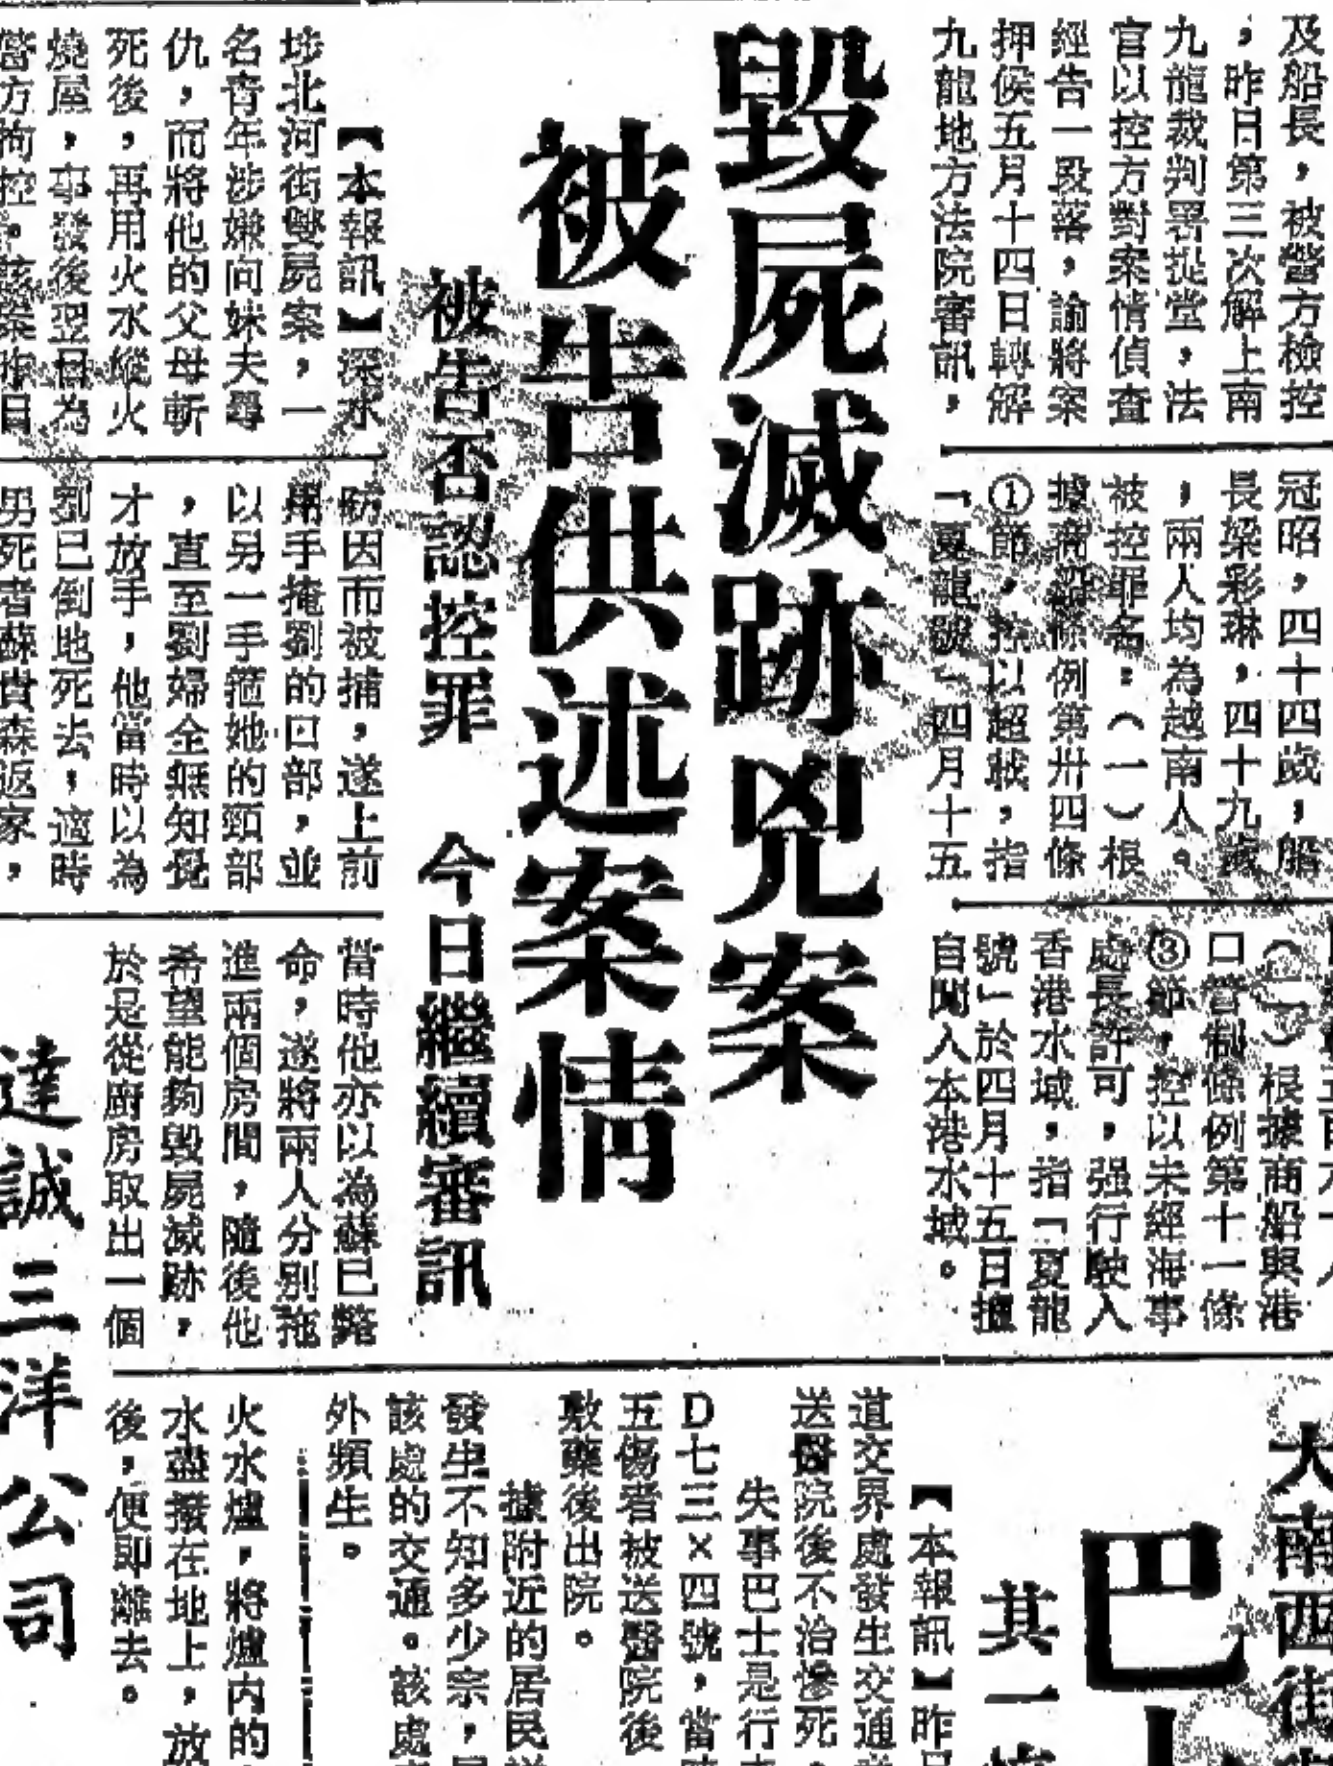 及船長，被警方檢控
，昨日第三次解上南
九龍裁判署提堂，法
官以控方對案情偵查
經告一段落，諭將案
押候五月十四日轉解
九龍地方法院審訊，
冠昭，四十四歲，船
長梁彩琳，四十九歲
，兩人均為越南人。
被控罪名：（一）根
據商船條例第卅四條
①節，控以超載，指
「夏龍號」四月十五
（二）根據商船與港
口管制條例第十一條
③節，控以未經海事
處長許可，强行駛入
香港水域，指「夏龍
號」於四月十五日擅
自闖入本港水域。
毀屍滅跡兇案
被告供述案情
被告否認控罪　今日繼續審訊
【本報訊】深水
埗北河街雙屍案，一
名青年涉嫌向妹夫尋
仇，而將他的父母斬
死後，再用火水縱火
燒屋，事發後翌日為
警方拘控。該案昨日
因而被捕，遂上前
用手掩劉的口部，並
以另一手箍她的頸部
，直至劉婦全無知覺
才放手，他當時以為
劉已倒地死去，適時
男死者蘇貴森返家，
當時他亦以為蘇已斃
命，遂將兩人分別拖
進兩個房間，隨後他
希望能夠毀屍滅跡，
於是從廚房取出一個
火水爐，將爐內的
水盡撥在地上，放
後，便即離去。
達誠三洋公司
大南西街
巴
其一
【本報訊】昨
道交界處發生交通
送醫院後不治慘死
失事巴士是行
D七三×四號，當
五傷者被送醫院後
敷藥後出院。
據附近的居民
發生不知多少宗，
該處的交通。該處
外頻生。